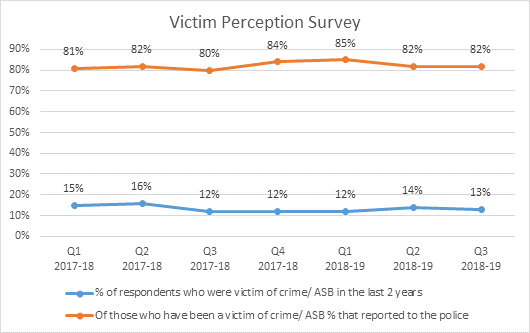 Victim Perception Survey
90%
80%
70%
60%
50%
40%
30%
20%
10%
0%
81% 82% 80% 84% 85% 82% 82%
15% 16% 12% 12% 12% 14% 13%
Q1 Q2 Q3 Q4 Q1 Q2 Q3
2017-18 2017-18 2017-18 2017-18 2018-19 2018-19 2018-19
% of respondents who were victim of crime/ ASB in the last 2 years
Of those who have been a victim of crime/ ASB % that reported to the police